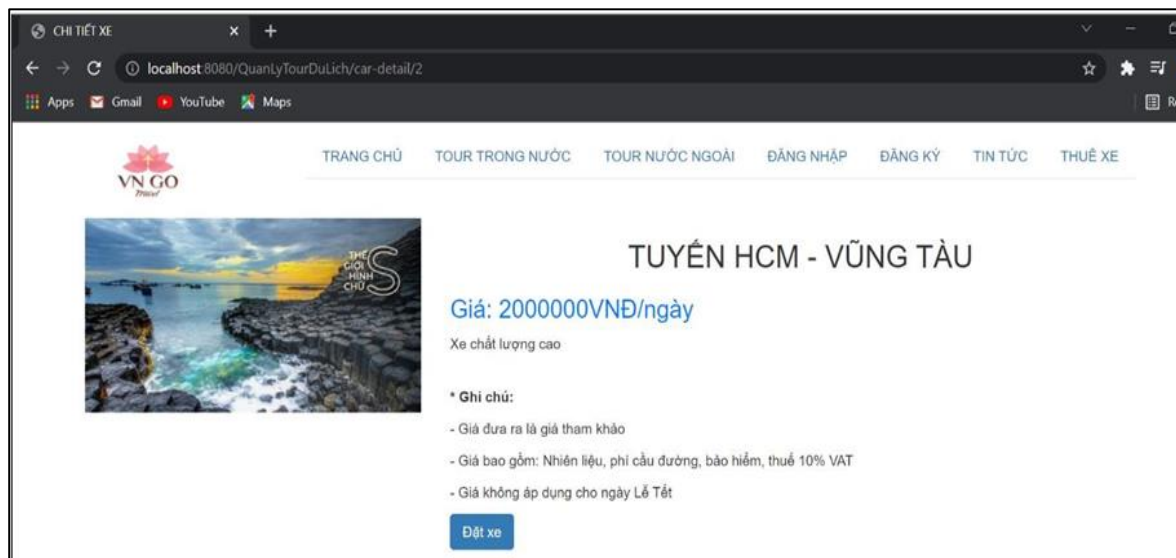 CHI TIẾT XE
localhost:8080/QuanLyTourDuLich/car-detail/2
Apps Gmail YouTube Maps
VN GO
Travel
TRANG CHỦ TOUR TRONG NƯỚC TOUR NƯỚC NGOÀI ĐĂNG NHẬP ĐĂNG KÝ TIN TỨC THUÊ XE
THẾ
GIỚI
HÌNH
CHỮ S
TUYẾN HCM - VŨNG TÀU
Giá: 2000000VNĐ/ngày
Xe chất lượng cao
* Ghi chú:
- Giá đưa ra là giá tham khảo
- Giá bao gồm: Nhiên liệu, phí cầu đường, bảo hiểm, thuế 10% VAT
- Giá không áp dụng cho ngày Lễ Tết
Đặt xe